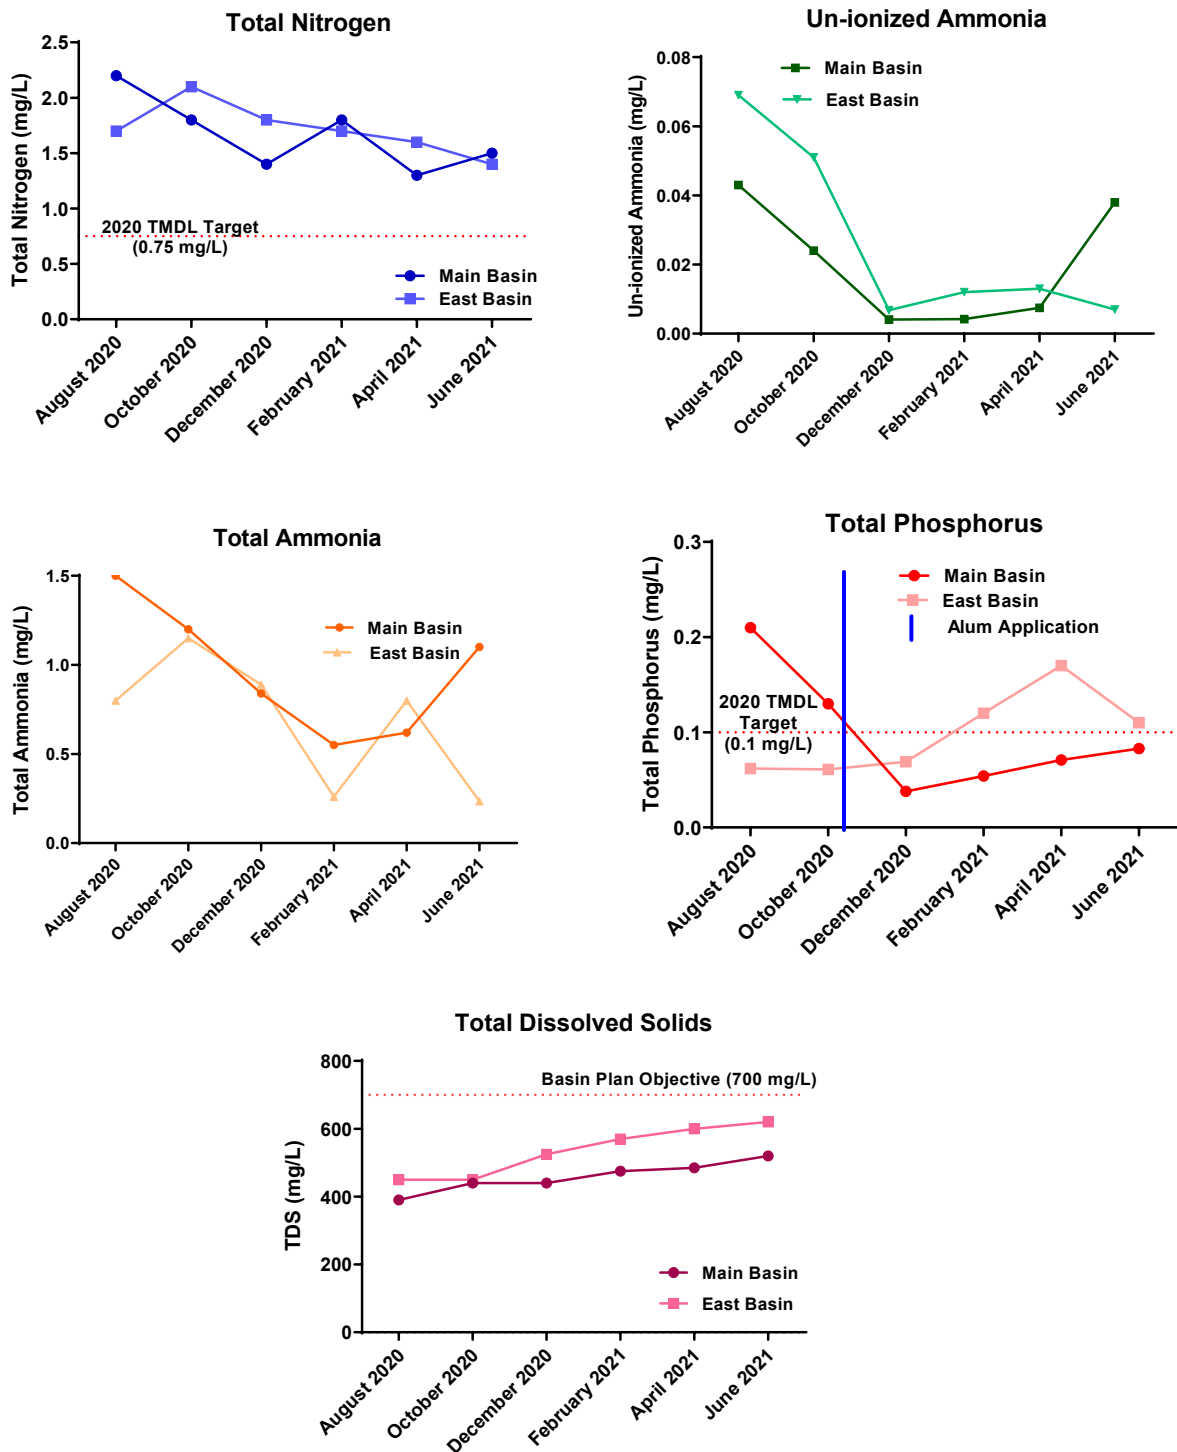 Total Nitrogen
Total Nitrogen (mg/L)
2.5
2.0
1.5
1.0
0.5
0.0
2020 TMDL Target
(0.75 mg/L)
Main Basin
East Basin
August 2020
October 2020
December 2020
February 2021
April 2021
June 2021
Un-ionized Ammonia
Un-ionized Ammonia (mg/L)
0.08
0.06
0.04
0.02
0.00
Main Basin
East Basin
August 2020
October 2020
December 2020
February 2021
April 2021
June 2021
Total Ammonia
Total Ammonia (mg/L)
1.5
1.0
0.5
0.0
Main Basin
East Basin
August 2020
October 2020
December 2020
February 2021
April 2021
June 2021
Total Phosphorus
Total Phosphorus (mg/L)
0.3
0.2
0.1
0.0
Main Basin
East Basin
Alum Application
2020 TMDL
Target
(0.1 mg/L)
August 2020
October 2020
December 2020
February 2021
April 2021
June 2021
Total Dissolved Solids
TDS (mg/L)
800
600
400
200
0
Basin Plan Objective (700 mg/L)
Main Basin
East Basin
August 2020
October 2020
December 2020
February 2021
April 2021
June 2021